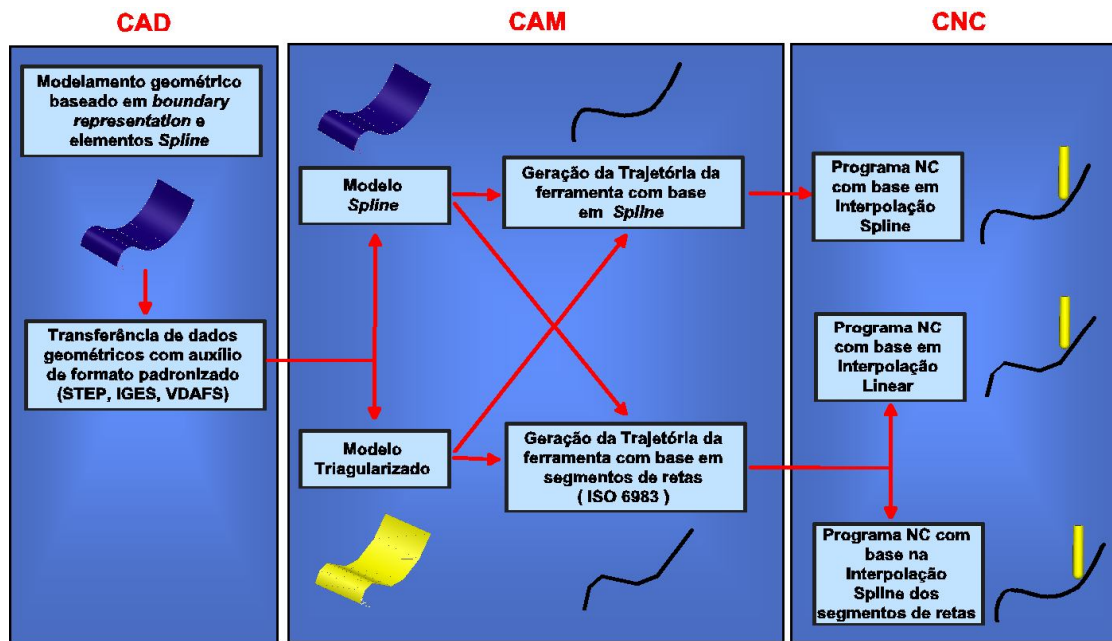 CAD
Modelamento geométrico
baseado em boundary
representation e
elementos Spline
Transferência de dados
geométricos com auxílio
de formato padronizado
(STEP, IGES, VDAFS)
CAM
Modelo
Spline
Geração da Trajetória da
ferramenta com base
em Spline
Modelo
Triagularizado
Geração da Trajetória da
ferramenta com base em
segmentos de retas
( ISO 6983 )
CNC
Programa NC
com base em
Interpolação
Spline
Programa NC
com base em
Interpolação
Linear
Programa NC com
base na
Interpolação
Spline dos
segmentos de retas